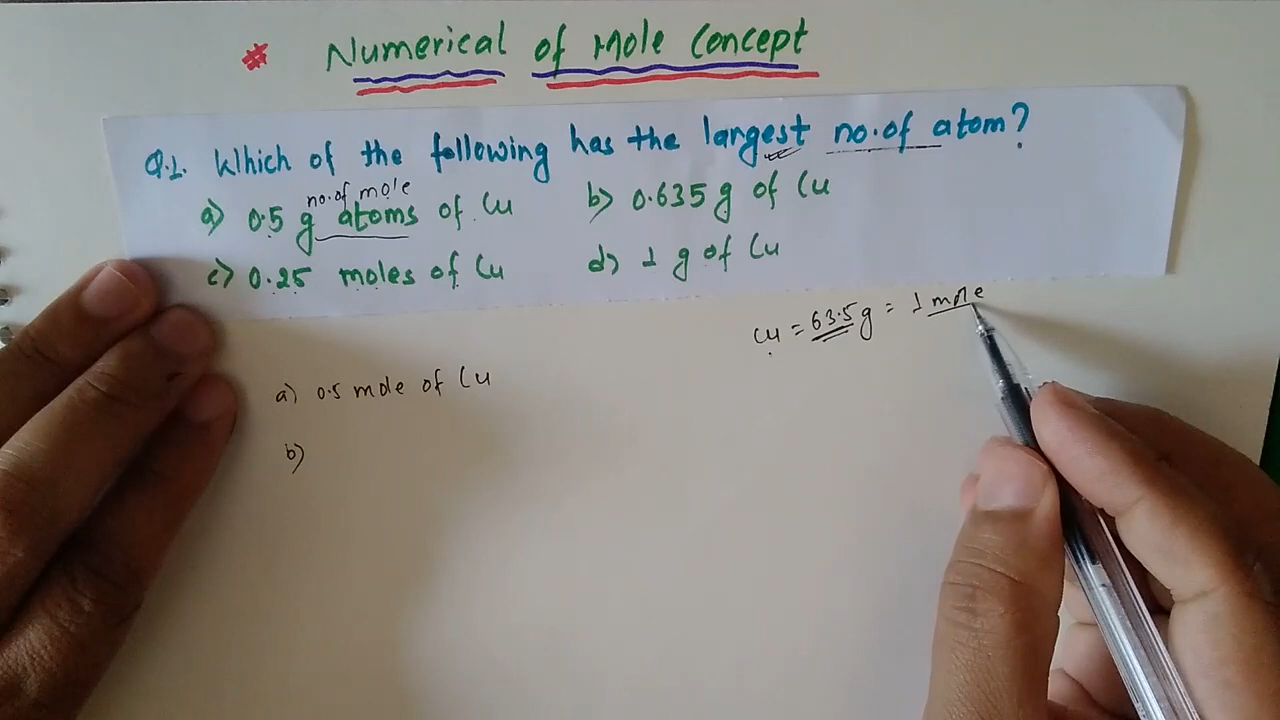 * Numerical of Mole Concept
Q.1. Which of the following has the largest no.of atom?
no.of mole
a) 0.5 g atoms of Cu b) 0.635 g of Cu
c) 0.25 moles of Cu d) 1 g of Cu
Cu = 63.5g = 1 mole
a) 0.5 mole of Cu
b)